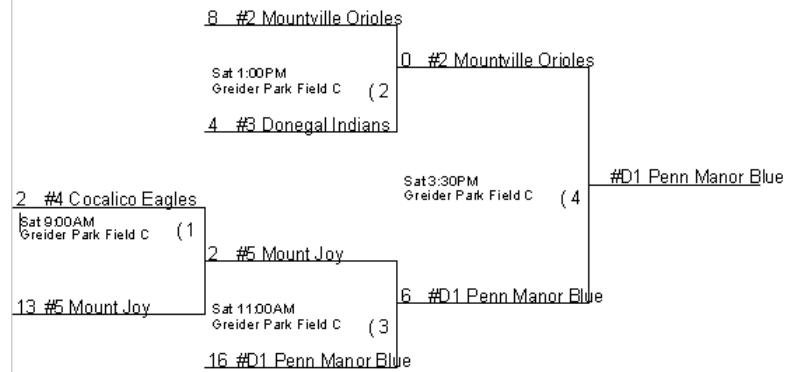 8 #2 Mountville Orioles
0 #2 Mountville Orioles
Sat 1:00PM
Greider Park Field C (2
4 #3 Donegal Indians
#D1 Penn Manor Blue
Sat 3:30PM
Greider Park Field C (4
2 #4 Cocalico Eagles
Sat 9:00AM
Greider Park Field C (1
2 #5 Mount Joy
6 #D1 Penn Manor Blue
13 #5 Mount Joy
Sat 11:00AM
Greider Park Field C (3
16 #D1 Penn Manor Blue